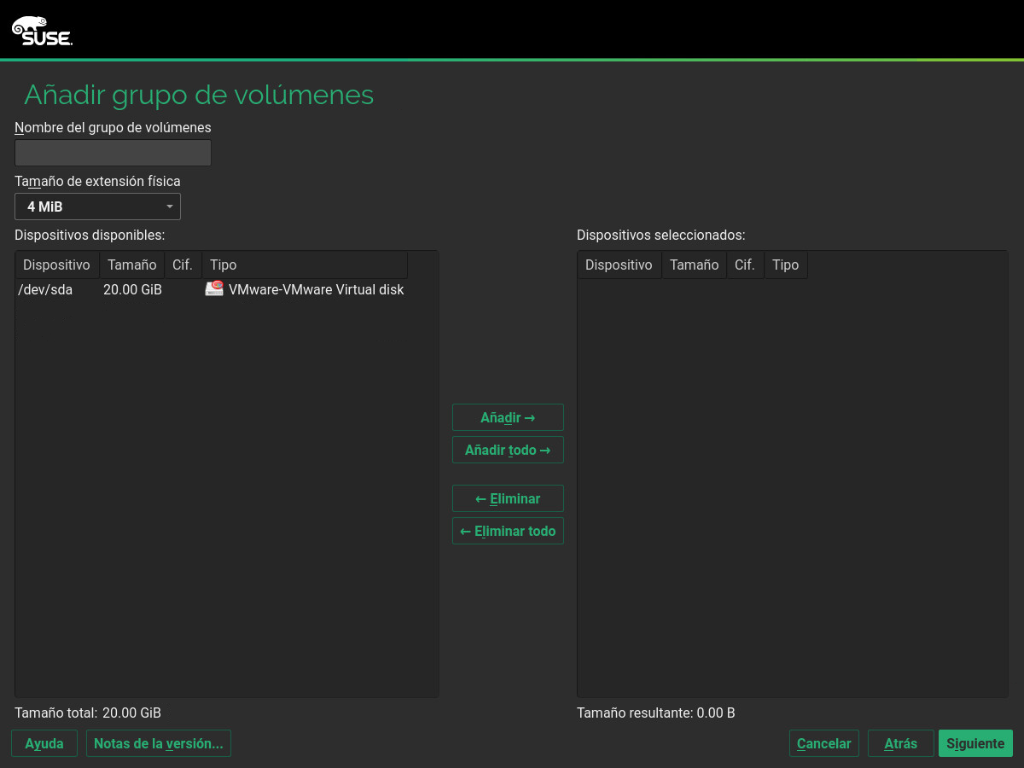 SUSE.
Añadir grupo de volúmenes
Nombre del grupo de volúmenes
Tamaño de extensión física
4 MiB
Dispositivos disponibles:
Dispositivo Tamaño Cif. Tipo
/dev/sda 20.00 GiB VMware-VMware Virtual disk
Tamaño total: 20.00 GiB
Añadir →
Añadir todo →
← Eliminar
← Eliminar todo
Dispositivos seleccionados:
Dispositivo Tamaño Cif. Tipo
Tamaño resultante: 0.00 B
Ayuda Notas de la versión... Cancelar Atrás Siguiente